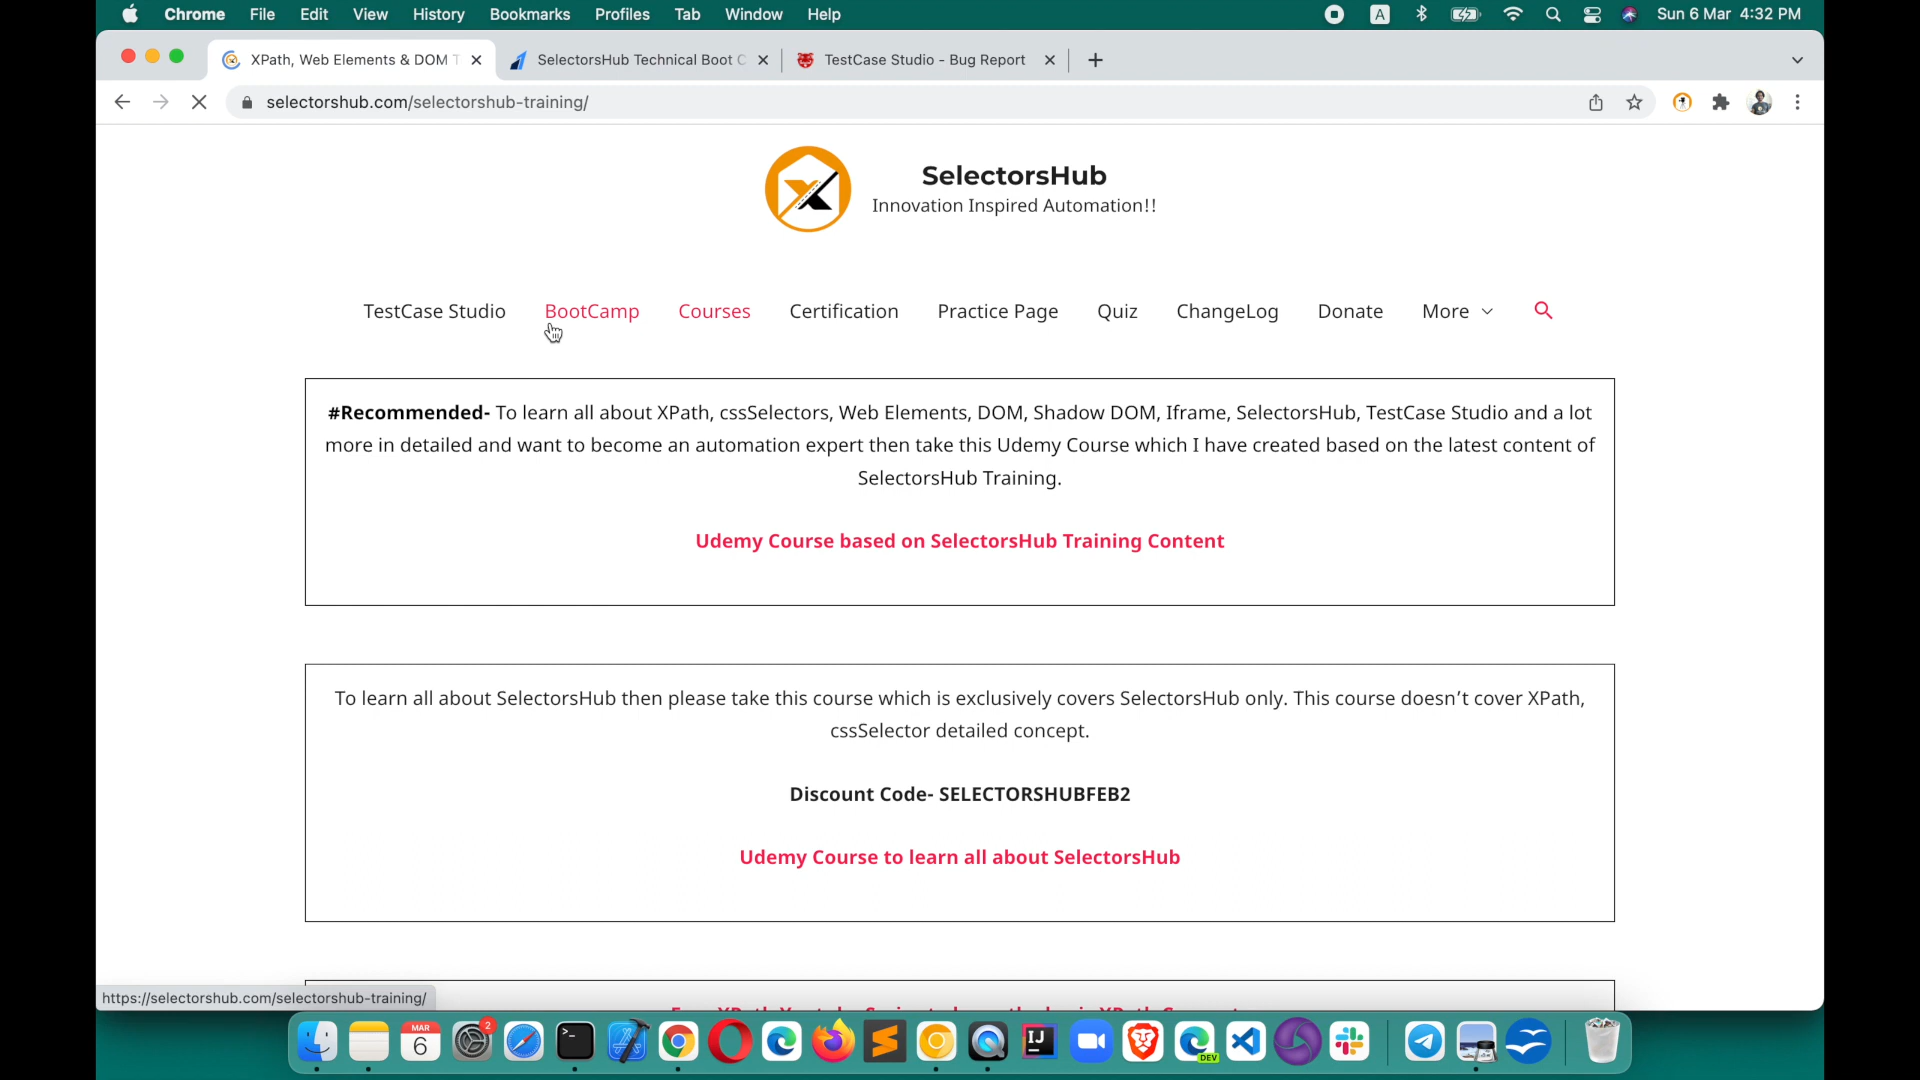 Chrome File Edit View History Bookmarks Profiles Tab Window Help A Sun 6 Mar 4:32 PM
XPath, Web Elements & DOM T SelectorsHub Technical Boot C TestCase Studio - Bug Report
selectorshub.com/selectorshub-training/
SelectorsHub
Innovation Inspired Automation!!
TestCase Studio BootCamp Courses Certification Practice Page Quiz ChangeLog Donate More
#Recommended- To learn all about XPath, cssSelectors, Web Elements, DOM, Shadow DOM, Iframe, SelectorsHub, TestCase Studio and a lot
more in detailed and want to become an automation expert then take this Udemy Course which I have created based on the latest content of
SelectorsHub Training.
Udemy Course based on SelectorsHub Training Content
To learn all about SelectorsHub then please take this course which is exclusively covers SelectorsHub only. This course doesn't cover XPath,
cssSelector detailed concept.
Discount Code- SELECTORSHUBFEB2
Udemy Course to learn all about SelectorsHub
https://selectorshub.com/selectorshub-training/
MAR
6
2
>_
IJ
DEV